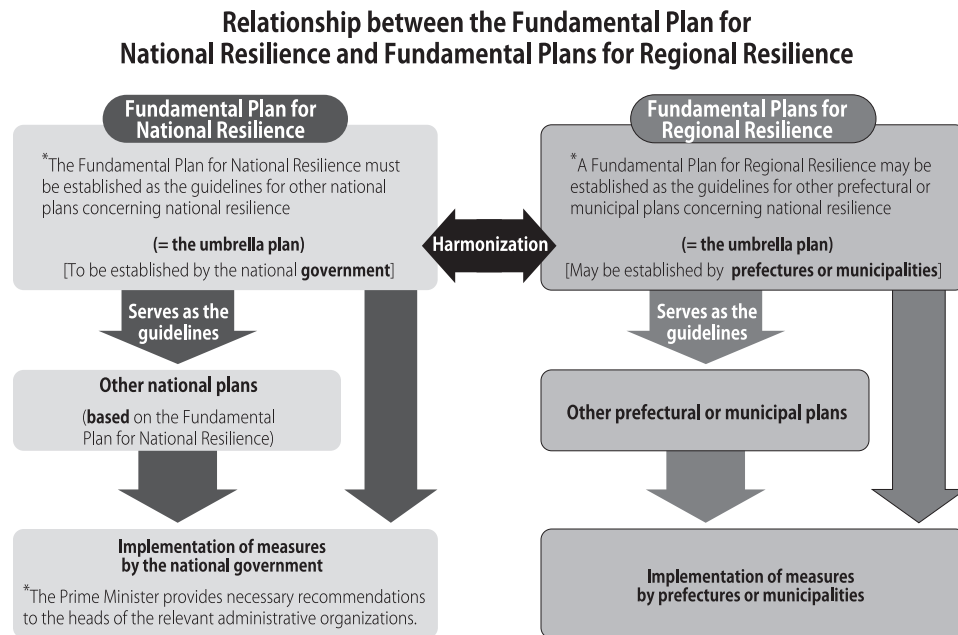 Relationship between the Fundamental Plan for
National Resilience and Fundamental Plans for Regional Resilience
Fundamental Plan for
National Resilience
*The Fundamental Plan for National Resilience must
be established as the guidelines for other national
plans concerning national resilience
(= the umbrella plan)
[To be established by the national government]
Harmonization
Fundamental Plans for
Regional Resilience
*A Fundamental Plan for Regional Resilience may be
established as the guidelines for other prefectural or
municipal plans concerning national resilience
(= the umbrella plan)
[May be established by prefectures or municipalities]
Serves as the
guidelines
Other national plans
(based on the Fundamental
Plan for National Resilience)
Implementation of measures
by the national government
*The Prime Minister provides necessary recommendations
to the heads of the relevant administrative organizations.
Serves as the
guidelines
Other prefectural or municipal plans
Implementation of measures
by prefectures or municipalities